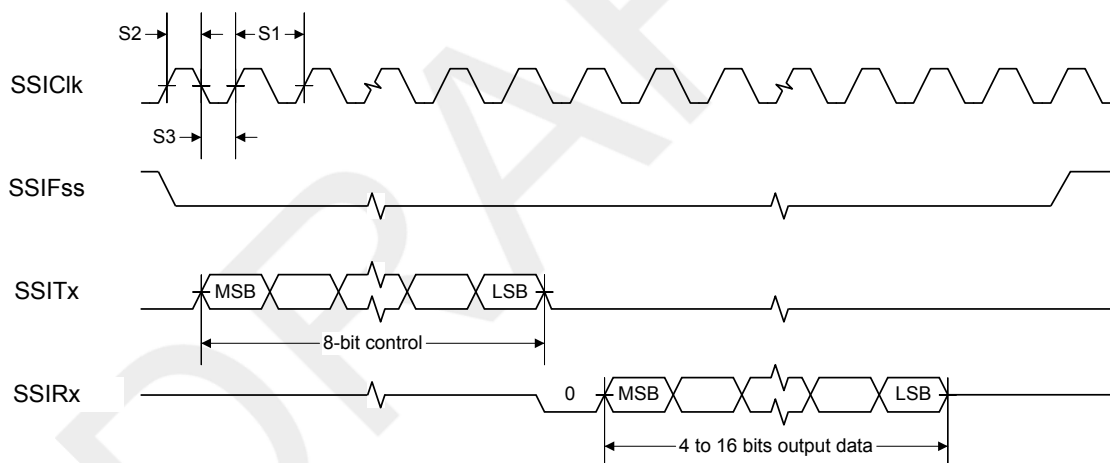 S2
S1
SSIClk
S3
SSIFss
SSITx
MSB
LSB
8-bit control
SSIRx
0
MSB
LSB
4 to 16 bits output data
DRAF